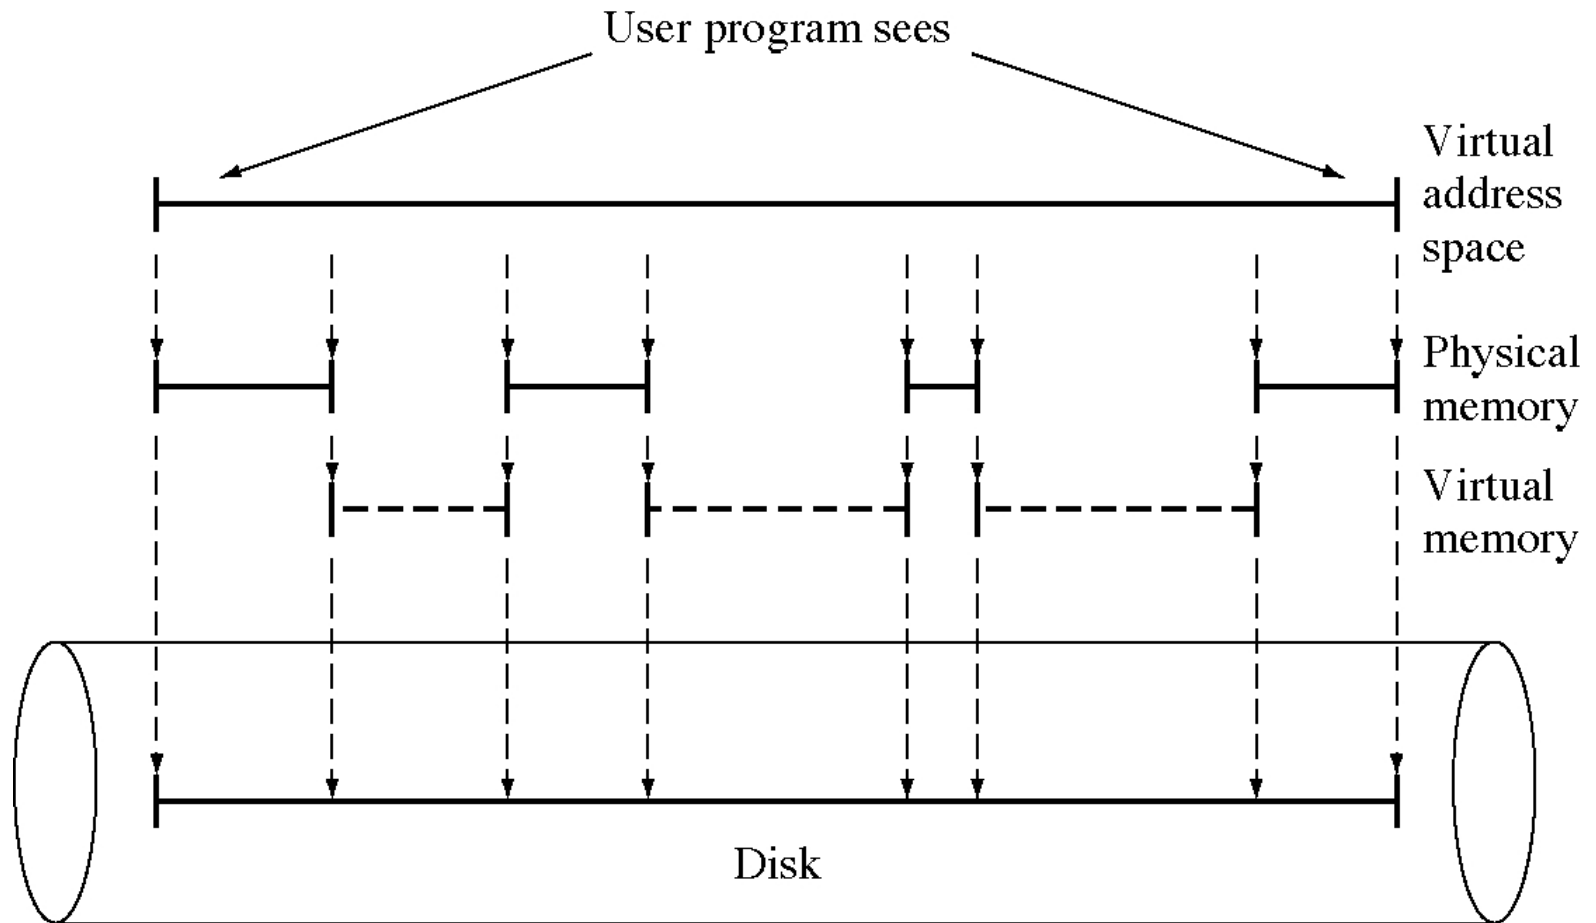 User program sees
Virtual
address
space
Physical
memory
Virtual
memory
Disk